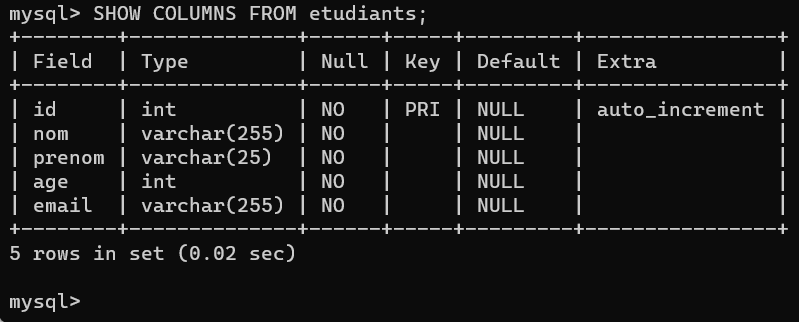 mysql> SHOW COLUMNS FROM etudiants;
+--------+--------------+------+-----+---------+----------------+
| Field  | Type         | Null | Key | Default | Extra          |
+--------+--------------+------+-----+---------+----------------+
| id     | int          | NO   | PRI | NULL    | auto_increment |
| nom    | varchar(255) | NO   |     | NULL    |                |
| prenom | varchar(25)  | NO   |     | NULL    |                |
| age    | int          | NO   |     | NULL    |                |
| email  | varchar(255) | NO   |     | NULL    |                |
+--------+--------------+------+-----+---------+----------------+
5 rows in set (0.02 sec)
mysql>